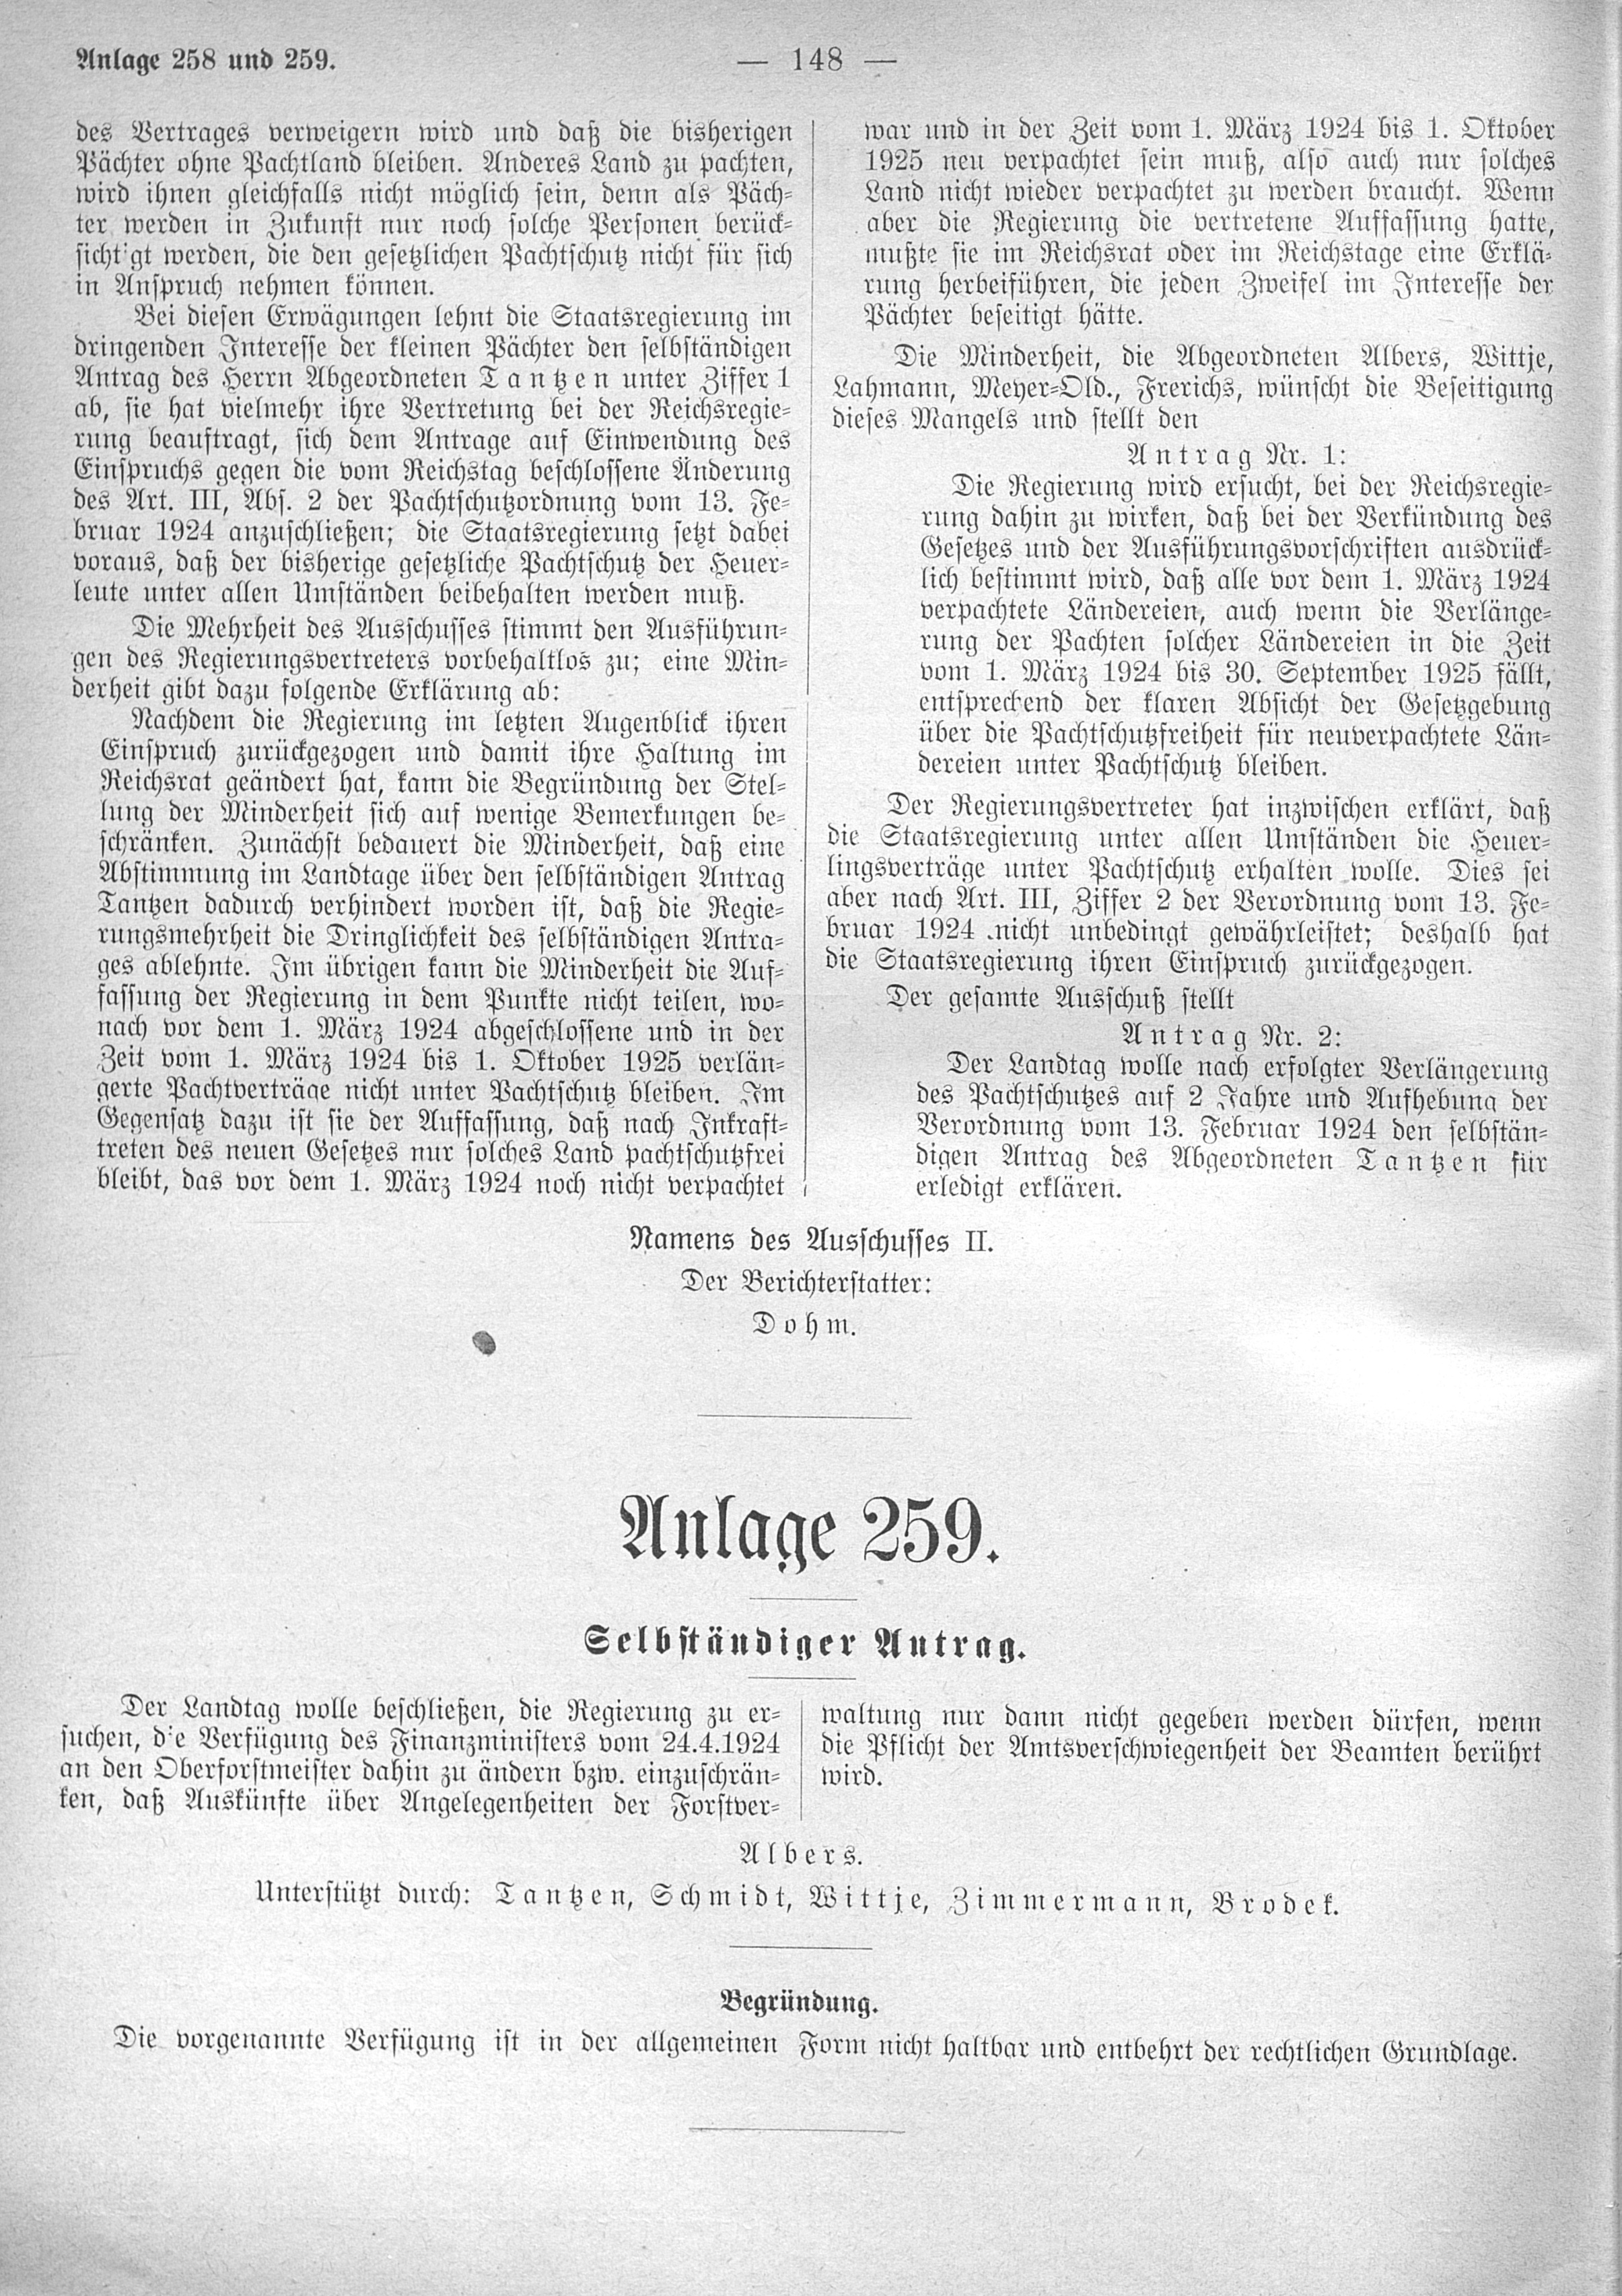 Anlage 258 und 259.
— 148 —
des Vertrages verweigern wird und daß die bisherigen
Pächter ohne Pachtland bleiben. Anderes Land zu pachten,
wird ihnen gleichfalls nicht möglich sein, denn als Päch-
ter werden in Zukunft nur noch solche Personen berück-
sichtigt werden, die den gesetzlichen Pachtschutz nicht für sich
in Anspruch nehmen können.
Bei diesen Erwägungen lehnt die Staatsregierung im
dringenden Interesse der kleinen Pächter den selbständigen
Antrag des Herrn Abgeordneten Tantzen unter Ziffer 1
ab, sie hat vielmehr ihre Vertretung bei der Reichsregie-
rung beauftragt, sich dem Antrage auf Einwendung des
Einspruchs gegen die vom Reichstag beschlossene Änderung
des Art. III, Abs. 2 der Pachtschutzordnung vom 13. Fe-
bruar 1924 anzuschließen; die Staatsregierung setzt dabei
voraus, daß der bisherige gesetzliche Pachtschutz der Heuer-
leute unter allen Umständen beibehalten werden muß.
Die Mehrheit des Ausschusses stimmt den Ausführun-
gen des Regierungsvertreters vorbehaltlos zu; eine Min-
derheit gibt dazu folgende Erklärung ab:
Nachdem die Regierung im letzten Augenblick ihren
Einspruch zurückgezogen und damit ihre Haltung im
Reichsrat geändert hat, kann die Begründung der Stel-
lung der Minderheit sich auf wenige Bemerkungen be-
schränken. Zunächst bedauert die Minderheit, daß eine
Abstimmung im Landtage über den selbständigen Antrag
Tantzen dadurch verhindert worden ist, daß die Regie-
rungsmehrheit die Dringlichkeit des selbständigen Antra-
ges ablehnte. Im übrigen kann die Minderheit die Auf-
fassung der Regierung in dem Punkte nicht teilen, wo-
nach vor dem 1. März 1924 abgeschlossene und in der
Zeit vom 1. März 1924 bis 1. Oktober 1925 verlän-
gerte Pachtverträge nicht unter Pachtschutz bleiben. Im
Gegensatz dazu ist sie der Auffassung, daß nach Inkraft-
treten des neuen Gesetzes nur solches Land pachtschutzfrei
bleibt, das vor dem 1. März 1924 noch nicht verpachtet
war und in der Zeit vom 1. März 1924 bis 1. Oktober
1925 neu verpachtet sein muß, also auch nur solches
Land nicht wieder verpachtet zu werden braucht. Wenn
aber die Regierung die vertretene Auffassung hatte,
mußte sie im Reichsrat oder im Reichstage eine Erklä-
rung herbeiführen, die jeden Zweifel im Interesse der
Pächter beseitigt hätte.
Die Minderheit, die Abgeordneten Albers, Wittje,
Lahmann, Meyer-Old., Frerichs, wünscht die Beseitigung
dieses Mangels und stellt den
Antrag Nr. 1:
Die Regierung wird ersucht, bei der Reichsregie-
rung dahin zu wirken, daß bei der Verkündung des
Gesetzes und der Ausführungsvorschriften ausdrück-
lich bestimmt wird, daß alle vor dem 1. März 1924
verpachtete Ländereien, auch wenn die Verlänge-
rung der Pachten solcher Ländereien in die Zeit
vom 1. März 1924 bis 30. September 1925 fällt,
entsprechend der klaren Absicht der Gesetzgebung
über die Pachtschutzfreiheit für neuverpachtete Län-
dereien unter Pachtschutz bleiben.
Der Regierungsvertreter hat inzwischen erklärt, daß
die Staatsregierung unter allen Umständen die Heuer-
lingsverträge unter Pachtschutz erhalten wolle. Dies sei
aber nach Art. III, Ziffer 2 der Verordnung vom 13. Fe-
bruar 1924 nicht unbedingt gewährleistet; deshalb hat
die Staatsregierung ihren Einspruch zurückgezogen.
Der gesamte Ausschuß stellt
Antrag Nr. 2:
Der Landtag wolle nach erfolgter Verlängerung
des Pachtschutzes auf 2 Jahre und Aufhebung der
Verordnung vom 13. Februar 1924 den selbstän-
digen Antrag des Abgeordneten Tantzen für
erledigt erklären.
Namens des Ausschusses II.
Der Berichterstatter:
Dohm.
Anlage 259.
Selbständiger Antrag.
Der Landtag wolle beschließen, die Regierung zu er-
suchen, die Verfügung des Finanzministers vom 24.4.1924
an den Oberforstmeister dahin zu ändern bzw. einzuschrän-
ken, daß Auskünfte über Angelegenheiten der Forstver-
waltung nur dann nicht gegeben werden dürfen, wenn
die Pflicht der Amtsverschwiegenheit der Beamten berührt
wird.
Albers.
Unterstützt durch: Tantzen, Schmidt, Wittje, Zimmermann, Brodek.
Begründung.
Die vorgenannte Verfügung ist in der allgemeinen Form nicht haltbar und entbehrt der rechtlichen Grundlage.